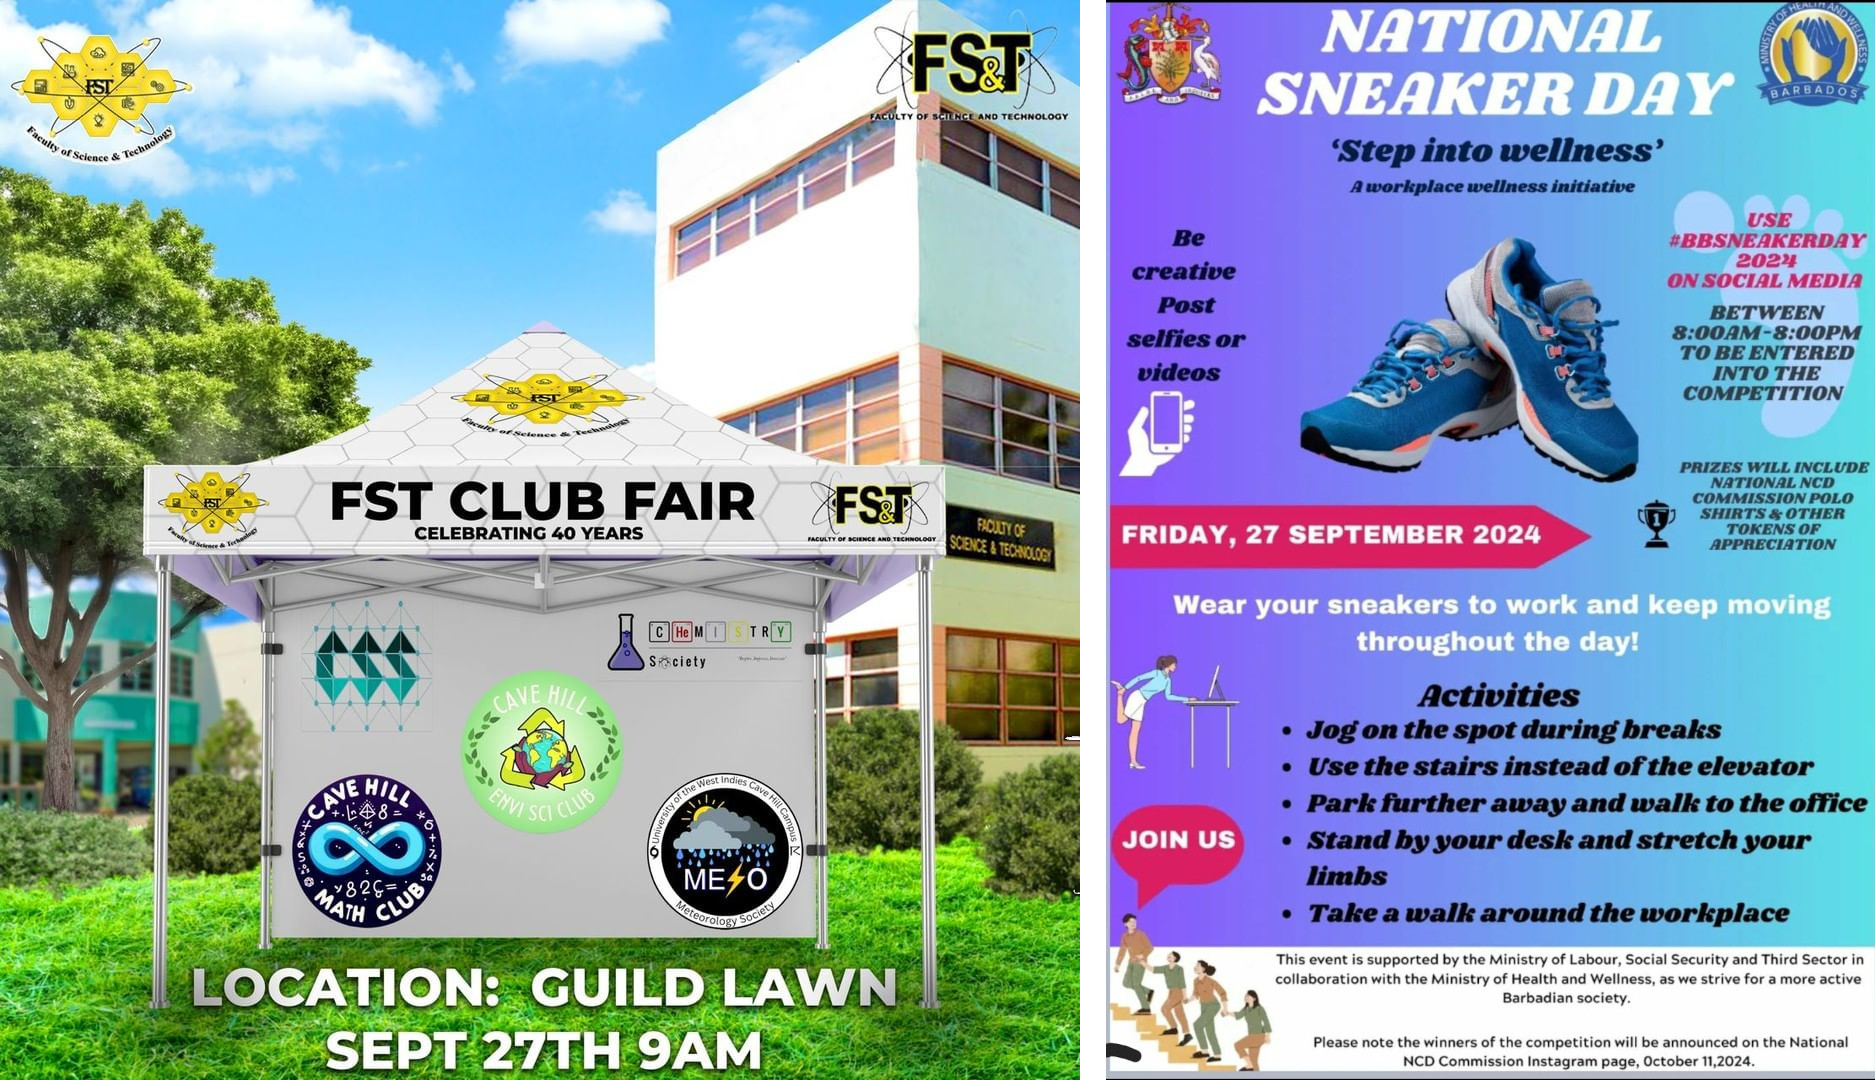 FST
Faculty of Science & Technology
FS&T
FACULTY OF SCIENCE AND TECHNOLOGY
FST
Faculty of Science & Technology
FST
Faculty of Science & Technology
FST CLUB FAIR
CELEBRATING 40 YEARS
FS&T
FACULTY OF SCIENCE AND TECHNOLOGY
FACULTY OF
SCIENCE & TECHNOLOGY
CSS
CHeMISTRY
Society
CAVE HILL
ENVI SCI CLUB
CAVE HILL
MATH CLUB
University of the West Indies Cave Hill Campus
METSO
Meteorology Society
LOCATION: GUILD LAWN
SEPT 27TH 9AM
NATIONAL
SNEAKER DAY
MINISTRY OF HEALTH AND WELLNESS
BARBADOS
'Step into wellness'
A workplace wellness initiative
Be
creative
Post
selfies or
videos
USE
#BBSNEAKERDAY
2024
ON SOCIAL MEDIA
BETWEEN
8:00AM-8:00PM
TO BE ENTERED
INTO THE
COMPETITION
PRIZES WILL INCLUDE
NATIONAL NCD
COMMISSION POLO
SHIRTS & OTHER
TOKENS OF
APPRECIATION
1
FRIDAY, 27 SEPTEMBER 2024
Wear your sneakers to work and keep moving
throughout the day!
Activities
• Jog on the spot during breaks
• Use the stairs instead of the elevator
• Park further away and walk to the office
• Stand by your desk and stretch your
limbs
• Take a walk around the workplace
JOIN US
This event is supported by the Ministry of Labour, Social Security and Third Sector in
collaboration with the Ministry of Health and Wellness, as we strive for a more active
Barbadian society.
Please note the winners of the competition will be announced on the National
NCD Commission Instagram page, October 11,2024.